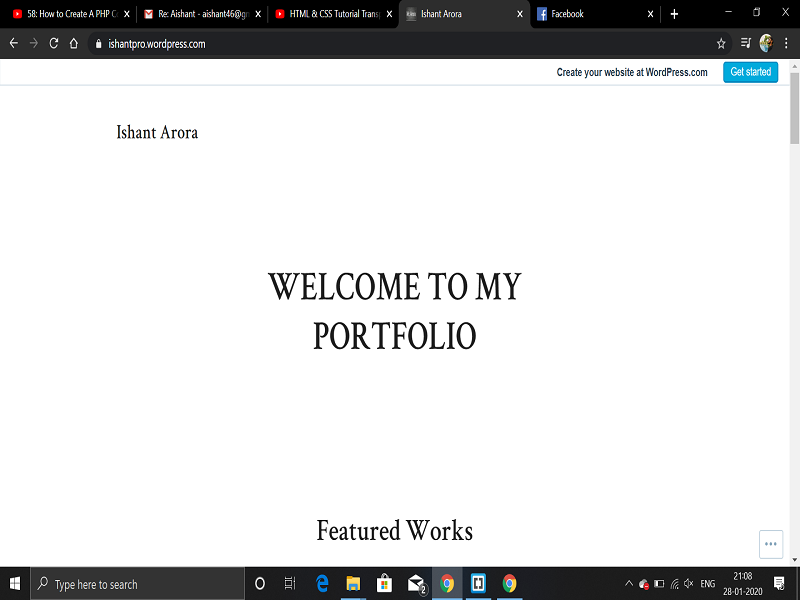 58: How to Create A PHP C
Re: Aishant - aishant46@gm
HTML & CSS Tutorial Trans
Ishant Arora
Facebook
ishantpro.wordpress.com
Create your website at WordPress.com
Get started
Ishant Arora
WELCOME TO MY
PORTFOLIO
Featured Works
Type here to search
2
ENG
21:08
28-01-2020